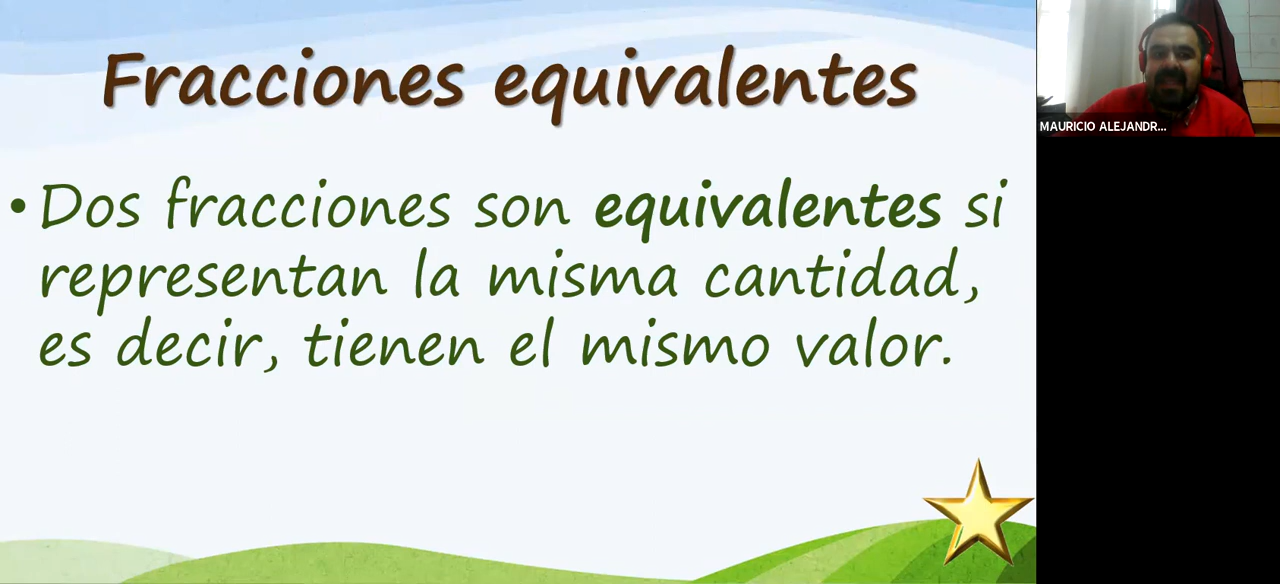 Fracciones equivalentes
• Dos fracciones son equivalentes si
representan la misma cantidad,
es decir, tienen el mismo valor.
MAURICIO ALEJANDR...